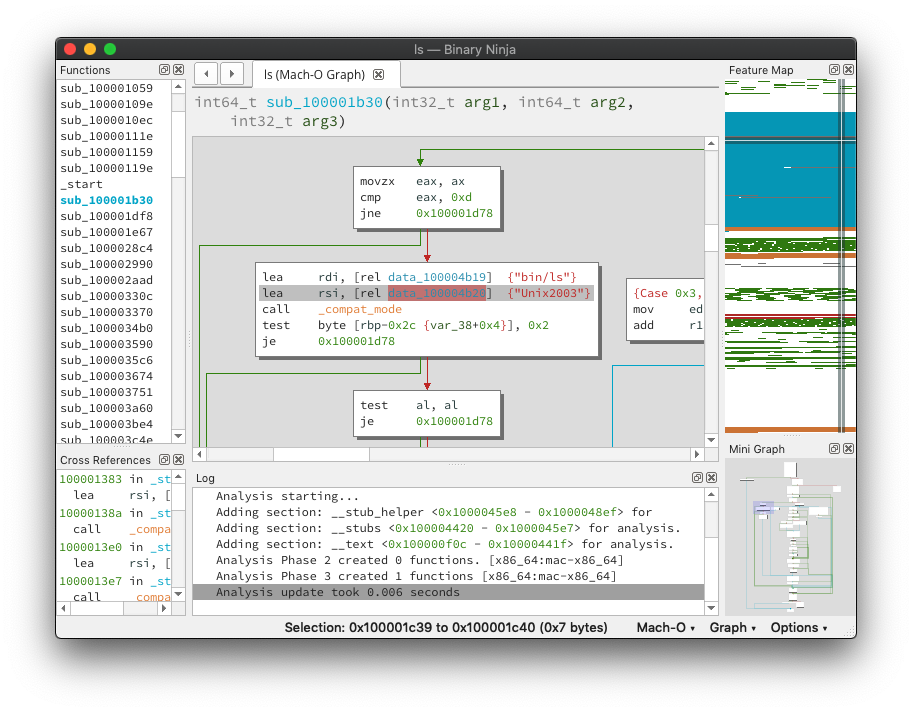 ls — Binary Ninja
Functions
sub_100001059
sub_10000109e
sub_1000010ec
sub_10000111e
sub_100001159
sub_10000119e
_start
sub_100001b30
sub_100001df8
sub_100001e67
sub_1000028c4
sub_100002990
sub_100002aad
sub_10000330c
sub_100003370
sub_1000034b0
sub_100003590
sub_1000035c6
sub_100003674
sub_100003751
sub_100003a60
sub_100003be4
sub_100003c4e
Cross References
100001383 in _st
lea rsi, [
10000138a in _st
call _compa
1000013e0 in _st
lea rsi, [
1000013e7 in _st
call compa
ls (Mach-O Graph)
int64_t sub_100001b30(int32_t arg1, int64_t arg2,
int32_t arg3)
movzx eax, ax
cmp eax, 0xd
jne 0x100001d78
lea rdi, [rel data_100004b19] {"bin/ls"}
lea rsi, [rel data_100004b20] {"Unix2003"}
call _compat_mode
test byte [rbp-0x2c {var_38+0x4}], 0x2
je 0x100001d78
{Case 0x3,
mov ed
add r1
test al, al
je 0x100001d78
Log
Analysis starting...
Adding section: __stub_helper <0x1000045e8 - 0x1000048ef> for
Adding section: __stubs <0x100004420 - 0x1000045e7> for analysis.
Adding section: __text <0x100000f0c - 0x10000441f> for analysis.
Analysis Phase 2 created 0 functions. [x86_64:mac-x86_64]
Analysis Phase 3 created 1 functions [x86_64:mac-x86_64]
Analysis update took 0.006 seconds
Feature Map
Mini Graph
Selection: 0x100001c39 to 0x100001c40 (0x7 bytes) Mach-O Graph Options